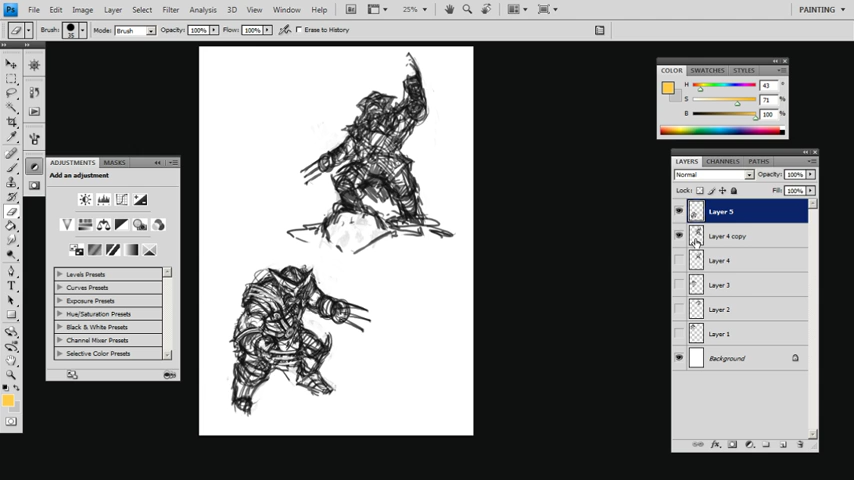 Ps File Edit Image Layer Select Filter Analysis 3D View Window Help 25% PAINTING
Brush: 35 Mode: Brush Opacity: 100% Flow: 100% Erase to History
COLOR SWATCHES STYLES
H 43 °
S 71 %
B 100 %
ADJUSTMENTS MASKS
Add an adjustment
Levels Presets
Curves Presets
Exposure Presets
Hue/Saturation Presets
Black & White Presets
Channel Mixer Presets
Selective Color Presets
LAYERS CHANNELS PATHS
Normal Opacity: 100%
Lock: Fill: 100%
Layer 5
Layer 4 copy
Layer 4
Layer 3
Layer 2
Layer 1
Background